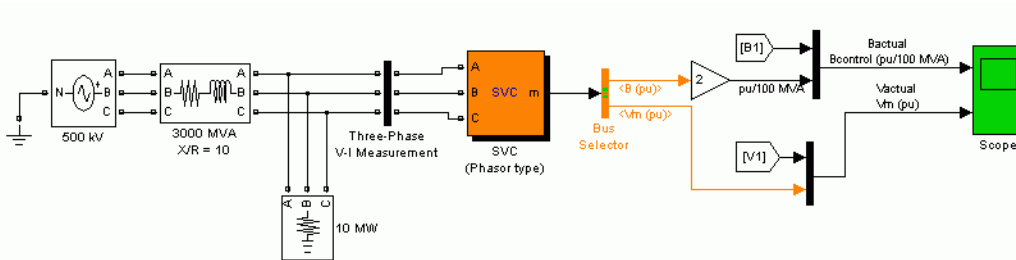 N
A
B
C
500 kV
A
B
C
A
B
C
3000 MVA
X/R = 10
A
B
C
10 MW
Three-Phase
V-I Measurement
A
B
C
SVC
m
SVC
(Phasor type)
Bus
Selector
<B (pu)>
<Vm (pu)>
2
pu/100 MVA
[B1]
[V1]
Bactual
Bcontrol (pu/100 MVA)
Vactual
Vm (pu)
Scope